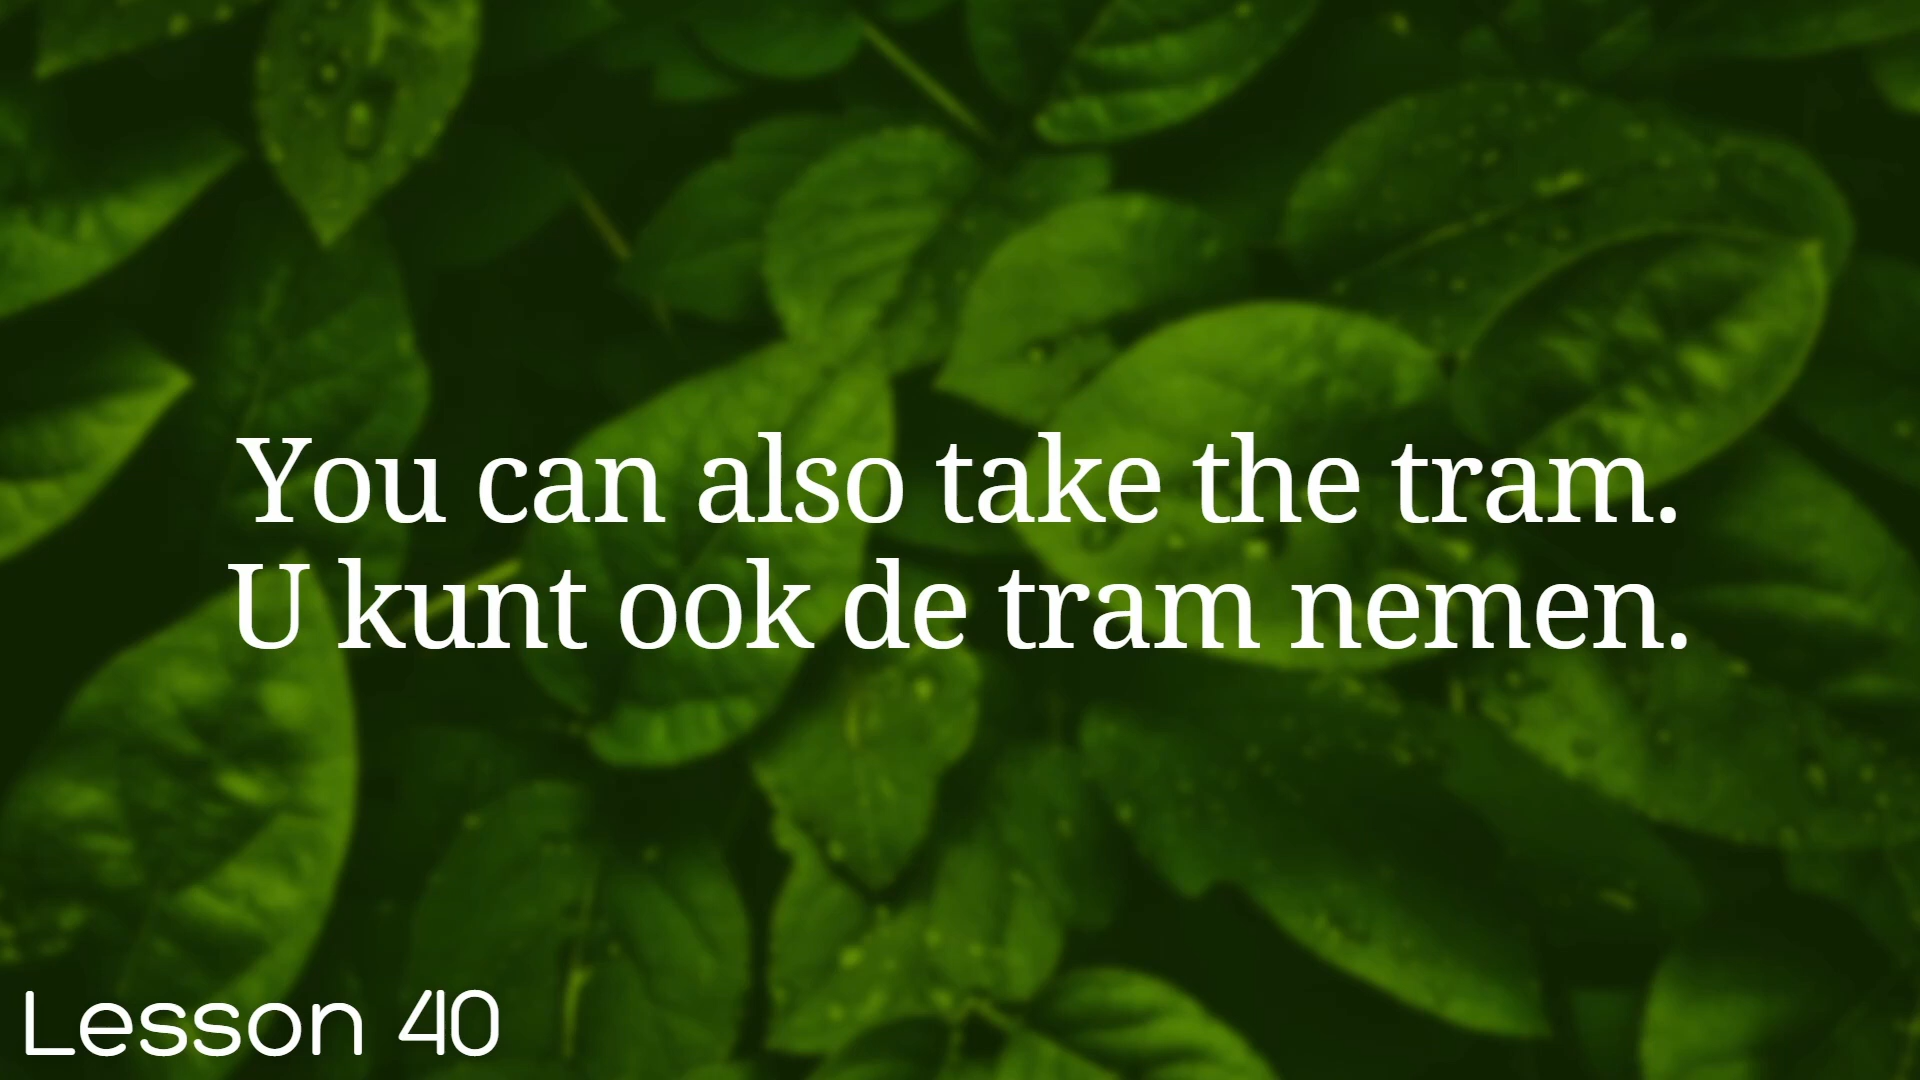 You can also take the tram.
U kunt ook de tram nemen.
Lesson 40